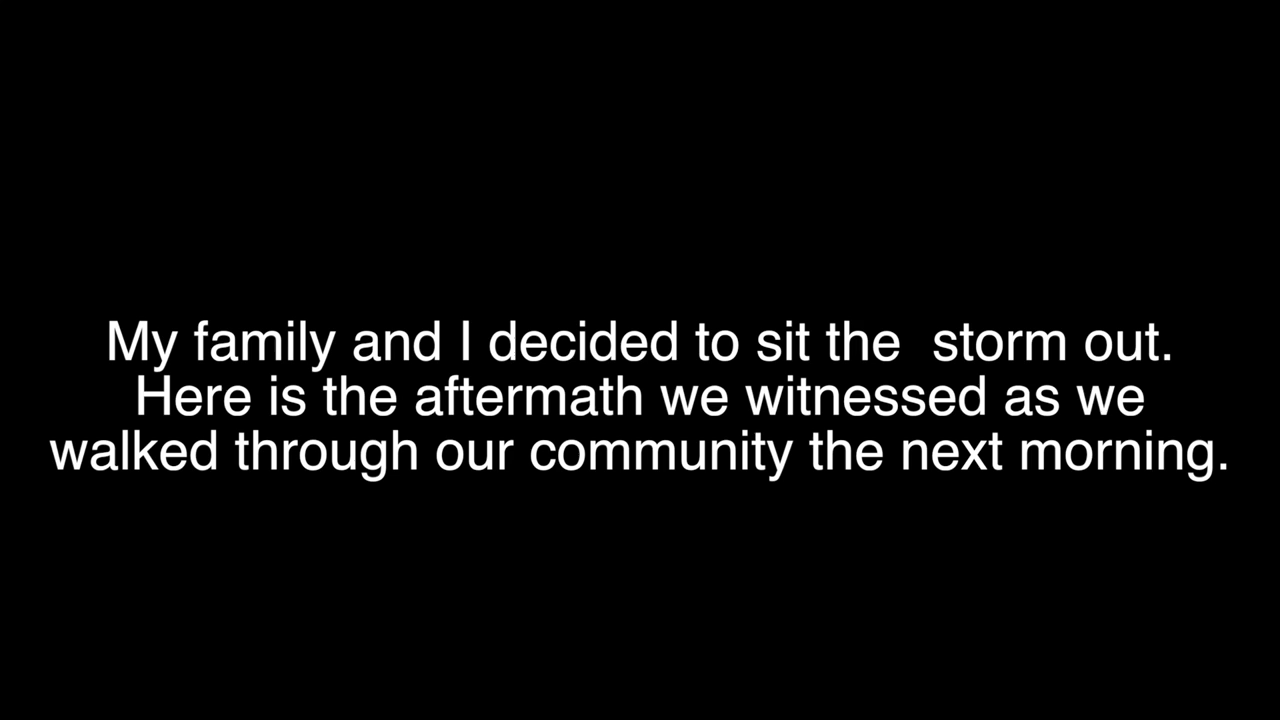 My family and I decided to sit the  storm out.
Here is the aftermath we witnessed as we
walked through our community the next morning.